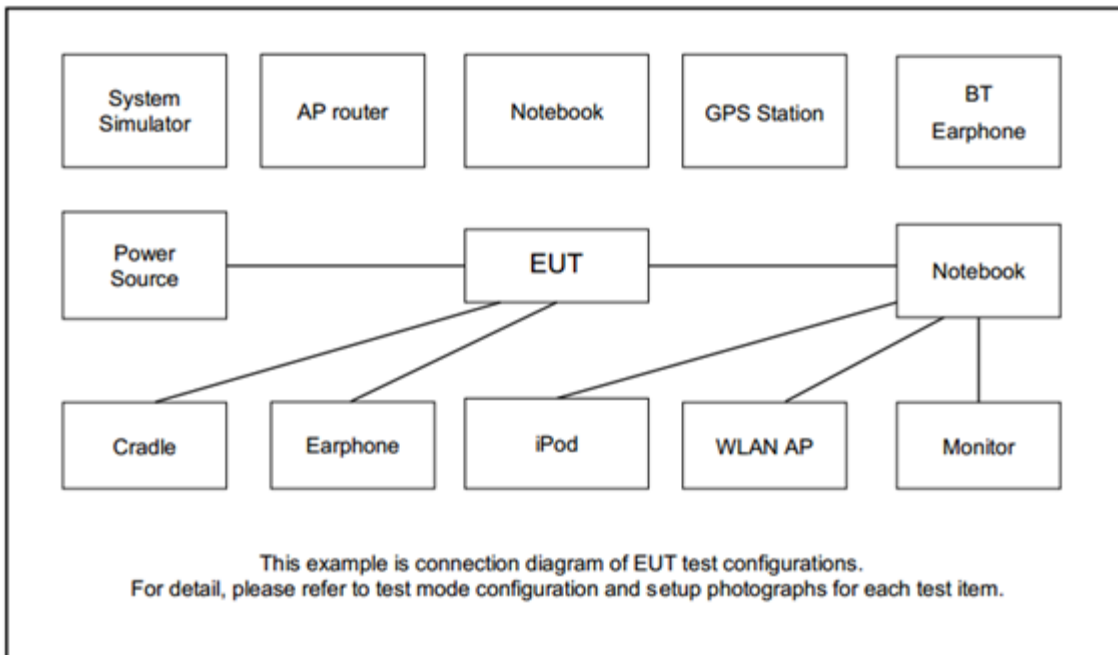 System
Simulator
AP router
Notebook
GPS Station
BT
Earphone
Power
Source
EUT
Notebook
Cradle
Earphone
iPod
WLAN AP
Monitor
This example is connection diagram of EUT test configurations.
For detail, please refer to test mode configuration and setup photographs for each test item.